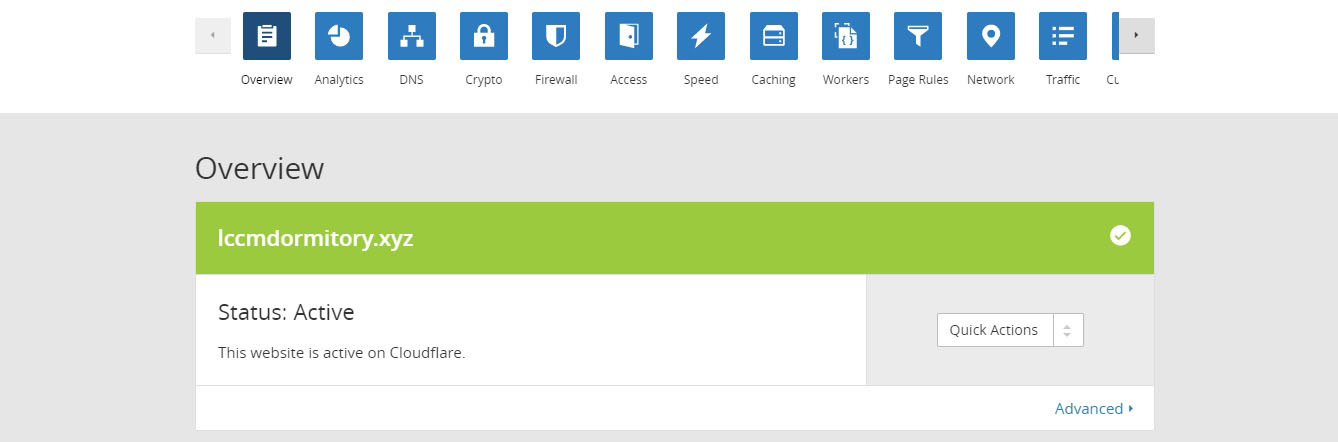 Overview Analytics DNS Crypto Firewall Access Speed Caching Workers Page Rules Network Traffic Cu
Overview
lccmdormitory.xyz
Status: Active
Quick Actions
This website is active on Cloudflare.
Advanced